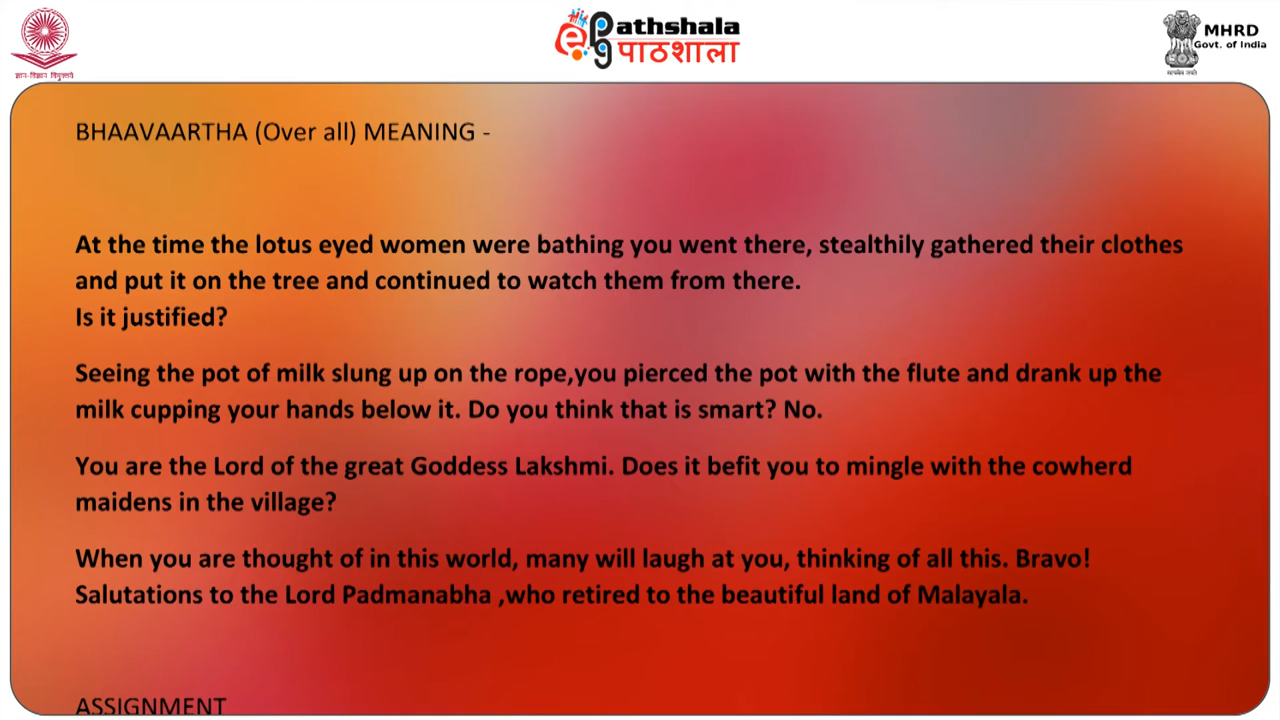 ज्ञान-विज्ञान विमुक्तये
ePG Pathshala
पाठशाला
MHRD
Govt. of India
सत्यमेव जयते
BHAAVAARTHA (Over all) MEANING -
At the time the lotus eyed women were bathing you went there, stealthily gathered their clothes
and put it on the tree and continued to watch them from there.
Is it justified?
Seeing the pot of milk slung up on the rope,you pierced the pot with the flute and drank up the
milk cupping your hands below it. Do you think that is smart? No.
You are the Lord of the great Goddess Lakshmi. Does it befit you to mingle with the cowherd
maidens in the village?
When you are thought of in this world, many will laugh at you, thinking of all this. Bravo!
Salutations to the Lord Padmanabha ,who retired to the beautiful land of Malayala.
ASSIGNMENT